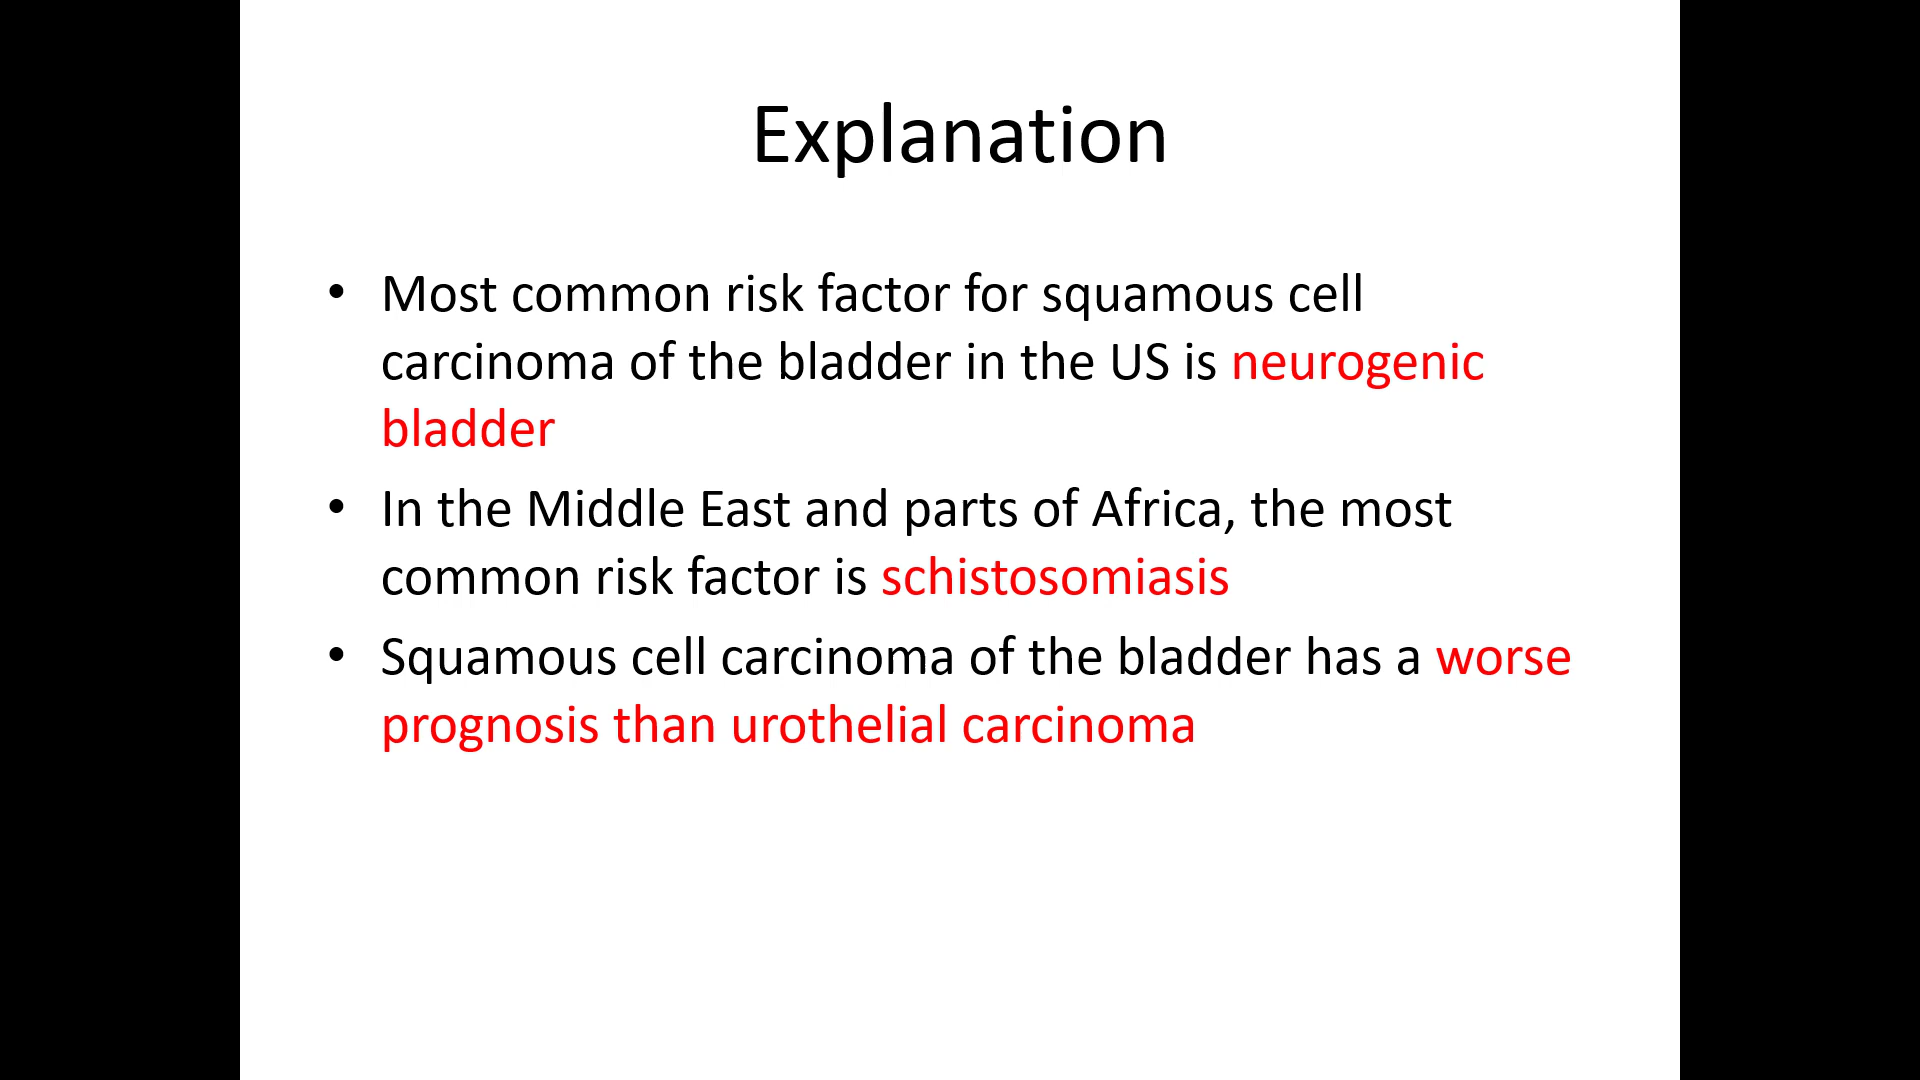 Explanation
• Most common risk factor for squamous cell
carcinoma of the bladder in the US is neurogenic
bladder
• In the Middle East and parts of Africa, the most
common risk factor is schistosomiasis
• Squamous cell carcinoma of the bladder has a worse
prognosis than urothelial carcinoma